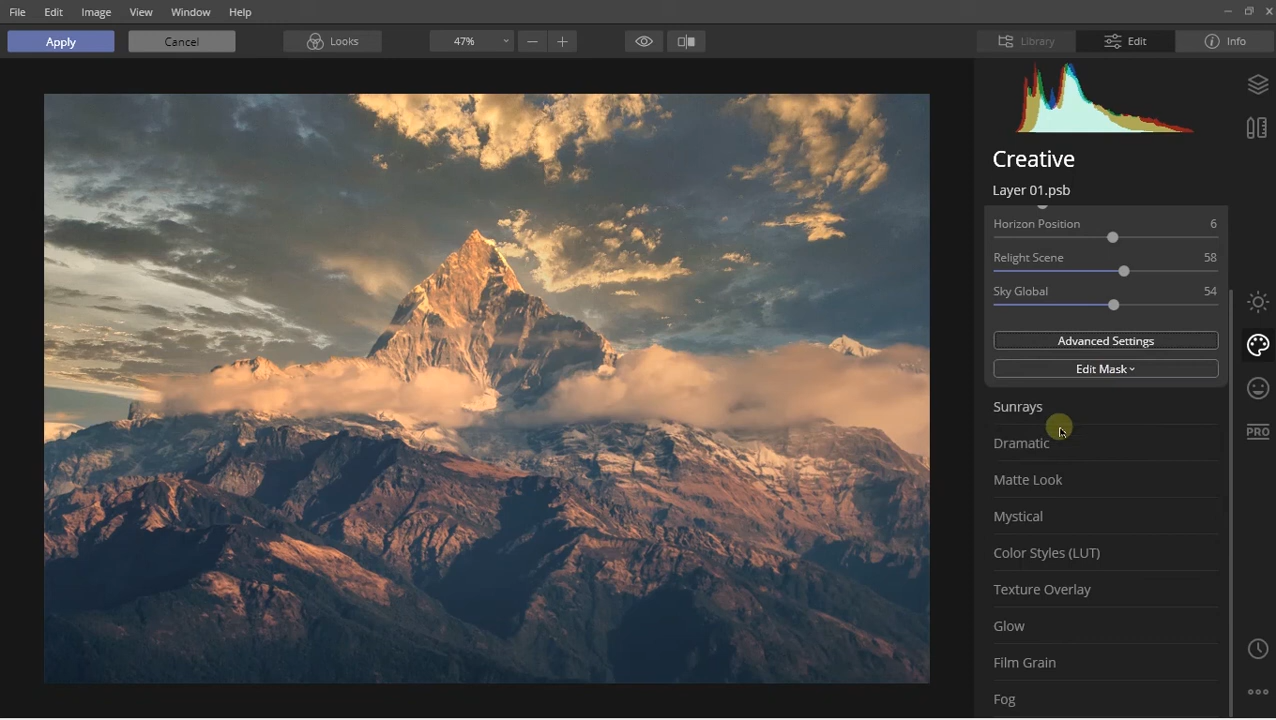 File Edit Image View Window Help
Apply Cancel Looks 47% Library Edit Info
Creative
Layer 01.psb
Horizon Position 6
Relight Scene 58
Sky Global 54
Advanced Settings
Edit Mask
Sunrays
Dramatic
PRO
Matte Look
Mystical
Color Styles (LUT)
Texture Overlay
Glow
Film Grain
Fog